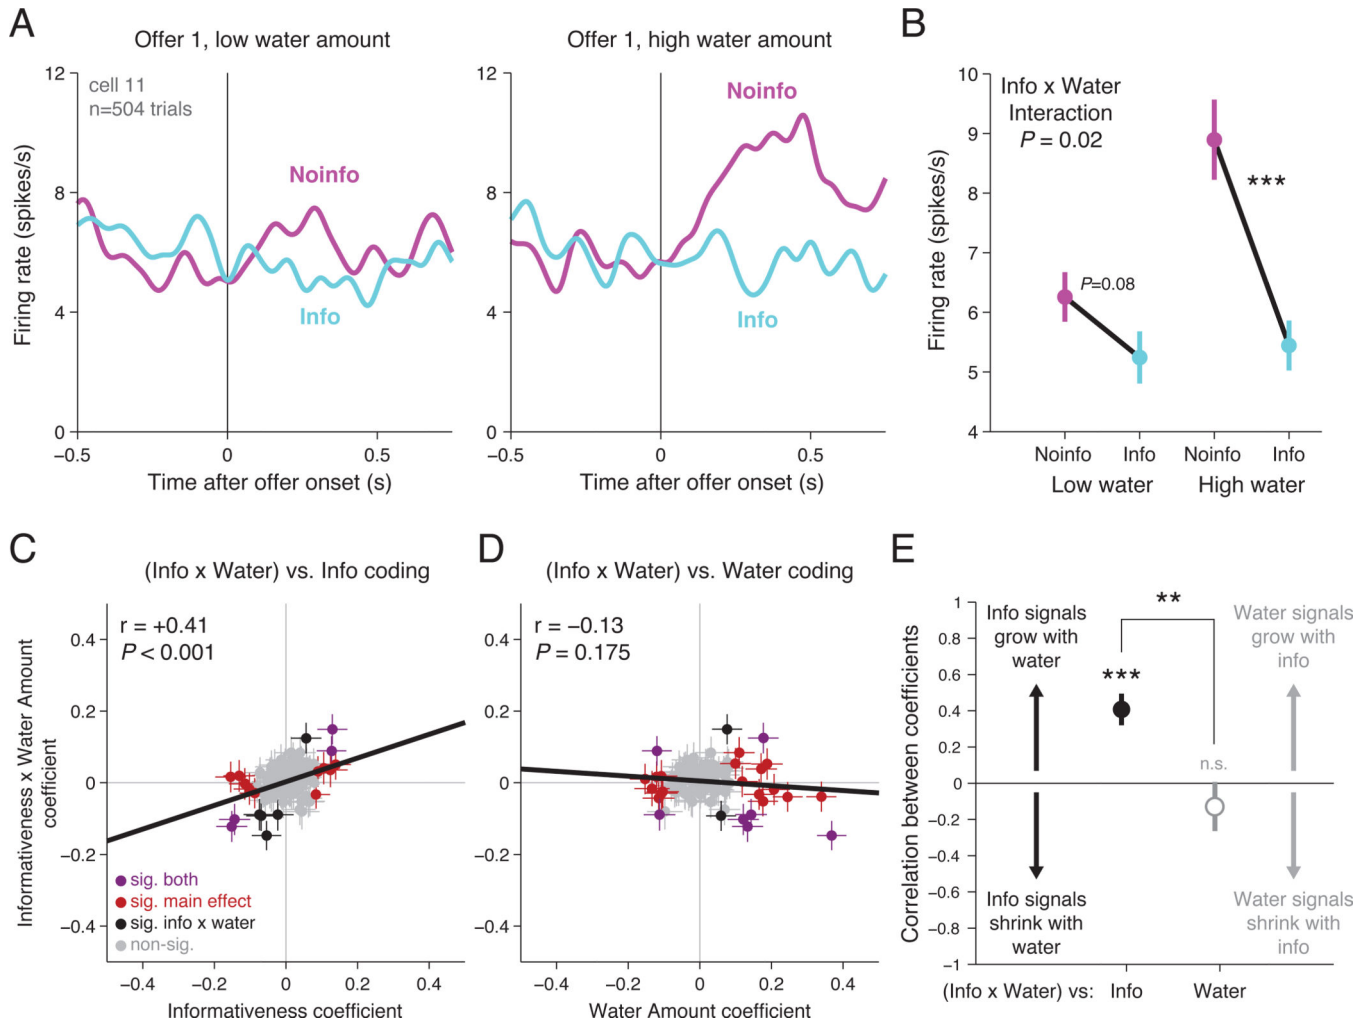 A
Offer 1, low water amount
cell 11
n=504 trials
Noinfo
Info
12
8
4
0
Firing rate (spikes/s)
−0.5
0
0.5
Time after offer onset (s)
Offer 1, high water amount
Noinfo
Info
12
8
4
0
−0.5
0
0.5
Time after offer onset (s)
B
Info x Water
Interaction
P = 0.02
***
P=0.08
10
9
8
7
6
5
4
Firing rate (spikes/s)
Noinfo Info Noinfo Info
Low water High water
C
(Info x Water) vs. Info coding
r = +0.41
P < 0.001
0.4
0.2
0
−0.2
−0.4
Informativeness x Water Amount
coefficient
sig. both
sig. main effect
sig. info x water
non-sig.
−0.4 −0.2 0 0.2 0.4
Informativeness coefficient
D
(Info x Water) vs. Water coding
r = −0.13
P = 0.175
0.4
0.2
0
−0.2
−0.4
−0.4 −0.2 0 0.2 0.4
Water Amount coefficient
E
1
0.8
0.6
0.4
0.2
0
−0.2
−0.4
−0.6
−0.8
−1
Correlation between coefficients
Info signals
grow with
water
**
***
n.s.
Water signals
grow with
info
Info signals
shrink with
water
Water signals
shrink with
info
(Info x Water) vs: Info Water